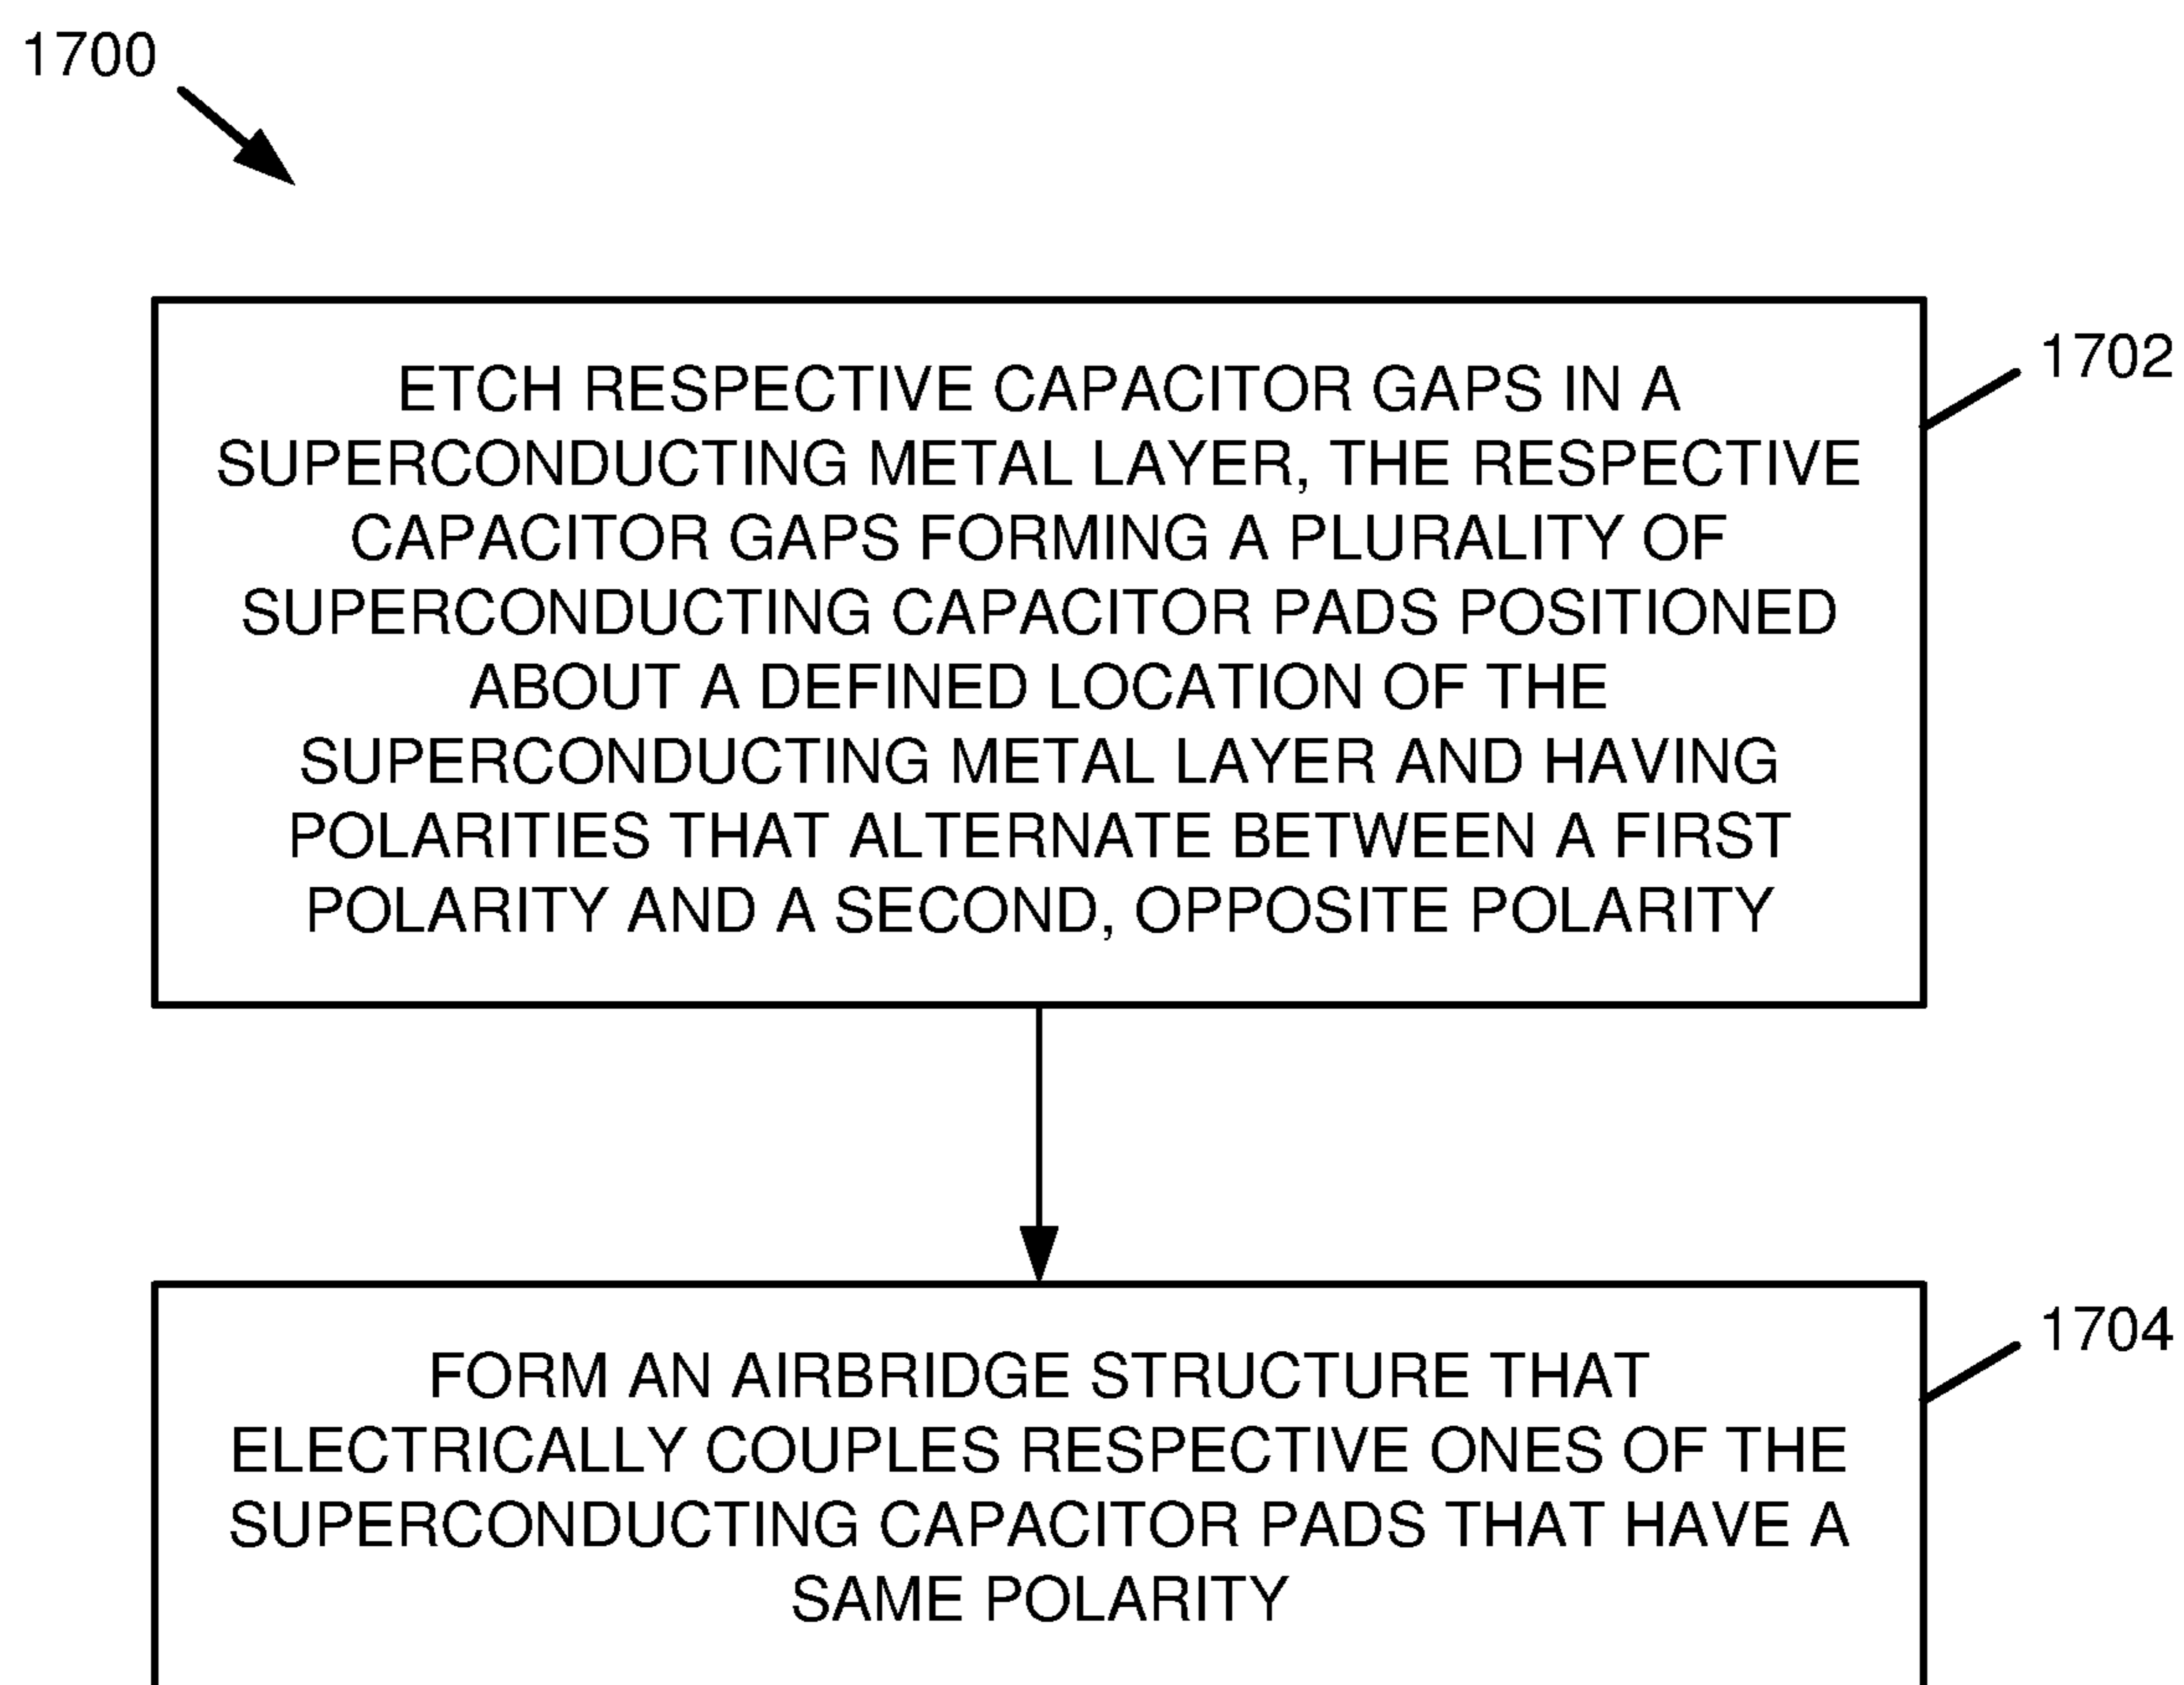 1700
1702
ETCH RESPECTIVE CAPACITOR GAPS IN A
SUPERCONDUCTING METAL LAYER, THE RESPECTIVE
CAPACITOR GAPS FORMING A PLURALITY OF
SUPERCONDUCTING CAPACITOR PADS POSITIONED
ABOUT A DEFINED LOCATION OF THE
SUPERCONDUCTING METAL LAYER AND HAVING
POLARITIES THAT ALTERNATE BETWEEN A FIRST
POLARITY AND A SECOND, OPPOSITE POLARITY
1704
FORM AN AIRBRIDGE STRUCTURE THAT
ELECTRICALLY COUPLES RESPECTIVE ONES OF THE
SUPERCONDUCTING CAPACITOR PADS THAT HAVE A
SAME POLARITY